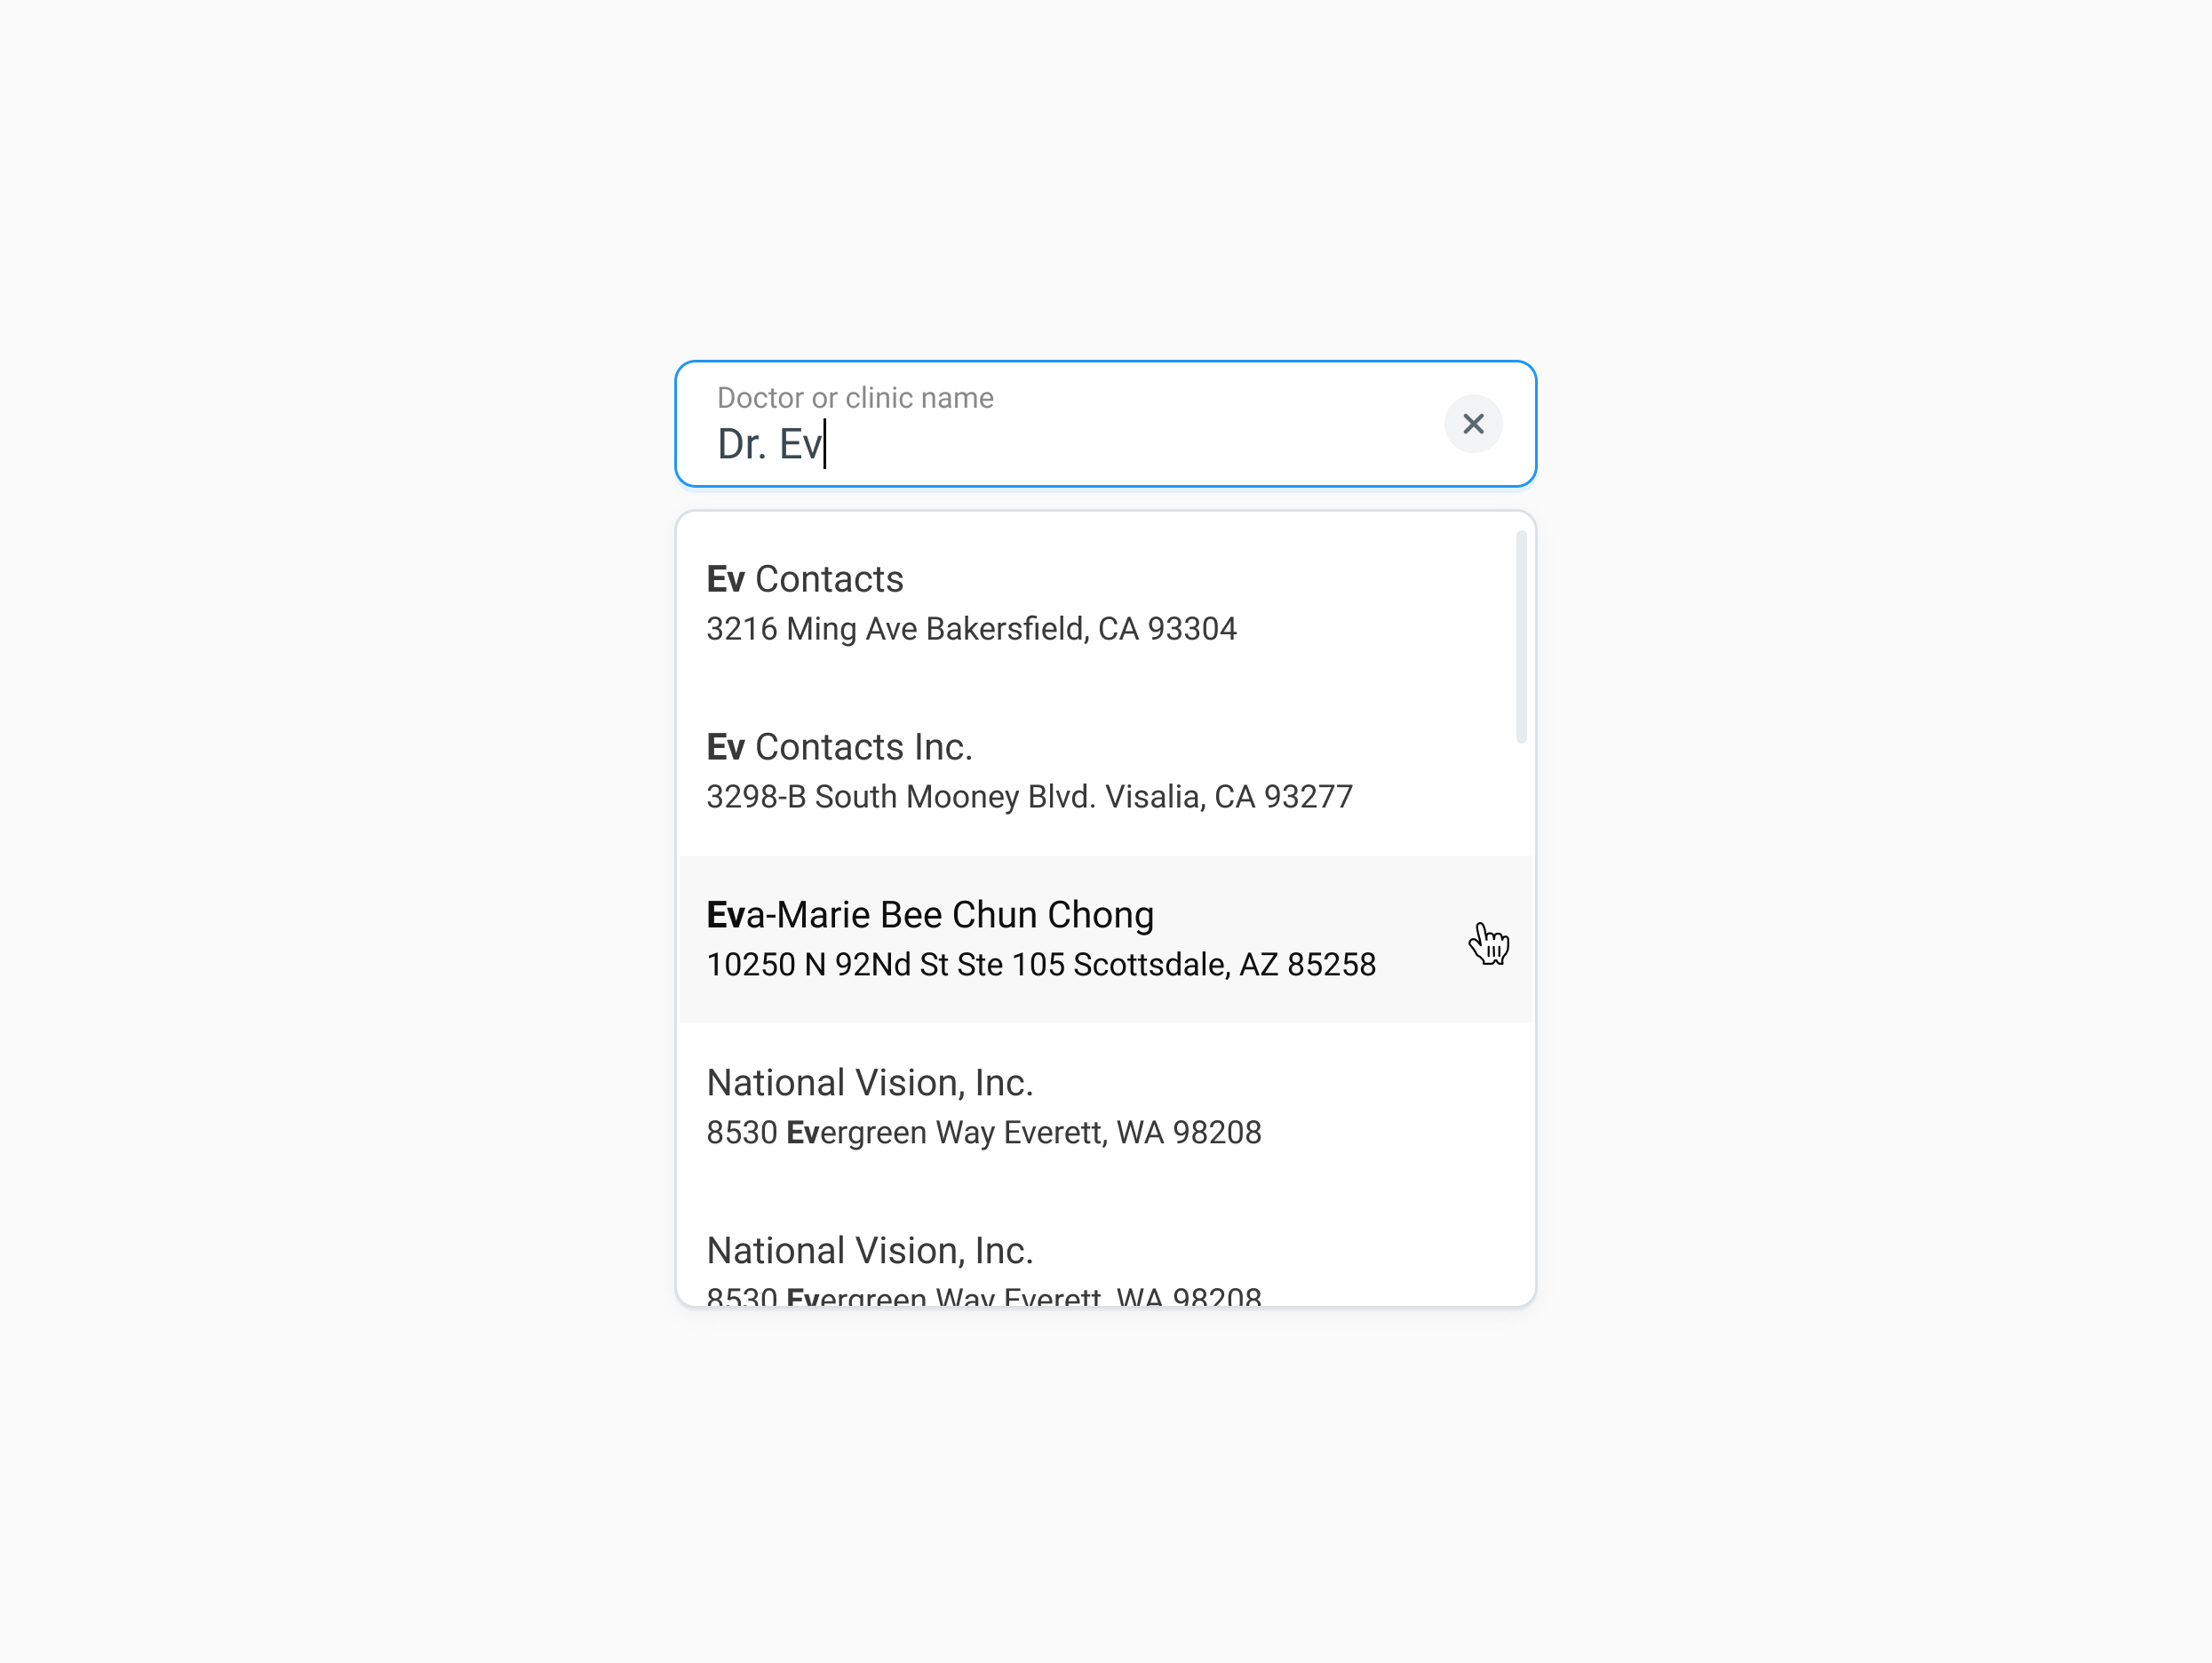 Doctor or clinic name
Dr. Ev
Ev Contacts
3216 Ming Ave Bakersfield, CA 93304
Ev Contacts Inc.
3298-B South Mooney Blvd. Visalia, CA 93277
Eva-Marie Bee Chun Chong
10250 N 92Nd St Ste 105 Scottsdale, AZ 85258
National Vision, Inc.
8530 Evergreen Way Everett, WA 98208
National Vision, Inc.
8530 Evergreen Way Everett, WA 98208